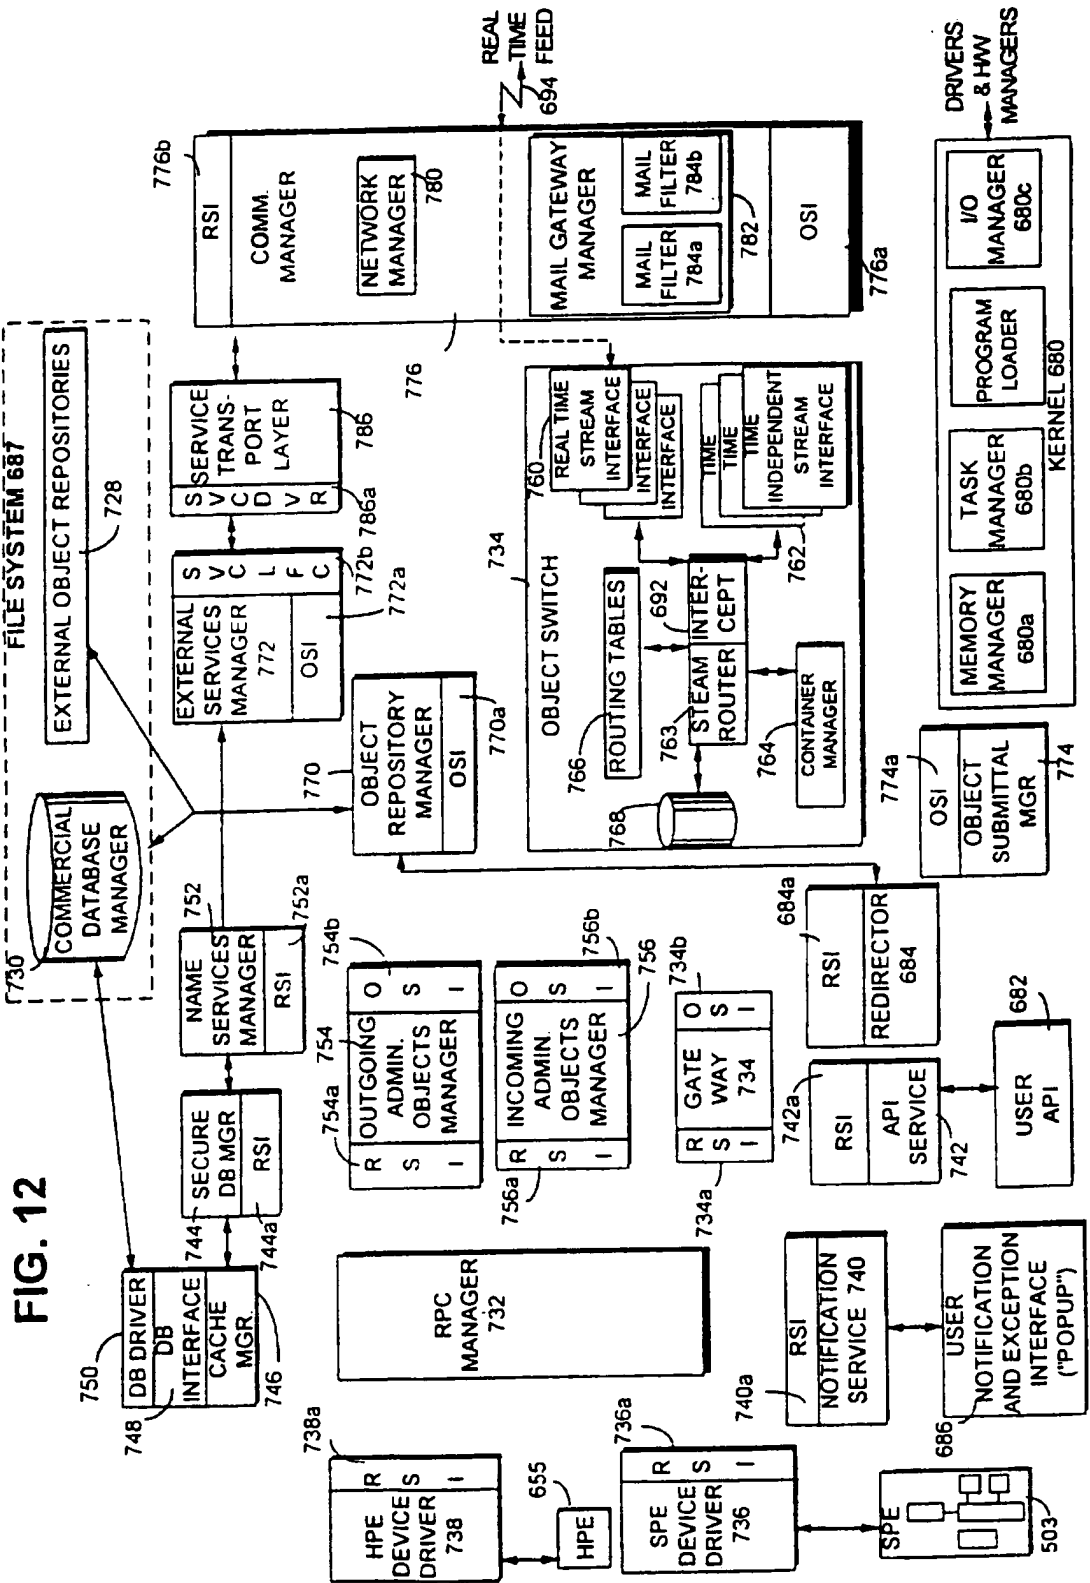 FIG. 12
FILE SYSTEM 687
EXTERNAL OBJECT REPOSITORIES
728
730
COMMERCIAL
DATABASE
MANAGER
750
DB DRIVER
748
DB
INTERFACE
CACHE
MGR.
746
744
SECURE
DB MGR
RSI
744a
752
NAME
SERVICES
MANAGER
RSI
752a
EXTERNAL
SERVICES
MANAGER
772
OSI
772a
S
V
C
L
F
C
772b
S
V
C
D
V
R
786a
SERVICE
TRANS-
PORT
LAYER
786
776b
RSI
COMM.
MANAGER
NETWORK
MANAGER
780
776
MAIL GATEWAY
MANAGER
MAIL
FILTER
784a
MAIL
FILTER
784b
782
OSI
776a
REAL
TIME
FEED
694
738a
HPE
DEVICE
DRIVER
738
R
S
I
655
HPE
736a
SPE
DEVICE
DRIVER
736
R
S
I
SPE
503
RPC
MANAGER
732
754a
754
754b
R
S
I
OUTGOING
ADMIN.
OBJECTS
MANAGER
O
S
I
R
S
I
756a
INCOMING
ADMIN.
OBJECTS
MANAGER
O
S
I
756b
756
734a
R
S
I
GATE
WAY
734
O
S
I
734b
770
OBJECT
REPOSITORY
MANAGER
OSI
770a
734
OBJECT SWITCH
766
ROUTING TABLES
768
763
STEAM
ROUTER
692
INTER-
CEPT
764
CONTAINER
MANAGER
760
REAL TIME
STREAM
INTERFACE
INTERFACE
INTERFACE
TIME
TIME
TIME
INDEPENDENT
STREAM
INTERFACE
762
740a
RSI
NOTIFICATION
SERVICE 740
686
USER
NOTIFICATION
AND EXCEPTION
INTERFACE
("POPUP")
742a
RSI
API
SERVICE
742
USER
API
682
684a
RSI
REDIRECTOR
684
774a
OSI
OBJECT
SUBMITTAL
MGR
774
MEMORY
MANAGER
680a
TASK
MANAGER
680b
PROGRAM
LOADER
I/O
MANAGER
680c
KERNEL 680
DRIVERS
& H/W
MANAGERS